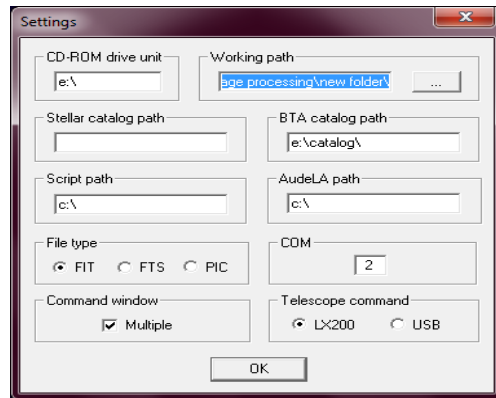 Settings
CD-ROM drive unit
e:\
Working path
age processing\new folder\
...
Stellar catalog path
BTA catalog path
e:\catalog\
Script path
c:\
AudeLA path
c:\
File type
FIT FTS PIC
COM
2
Command window
Multiple
Telescope command
LX200 USB
OK